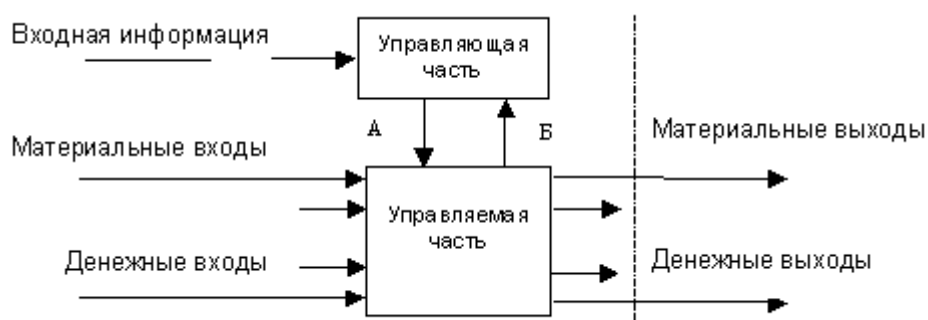 Входная информация
Управляющая
часть
А
Б
Материальные входы
Материальные выходы
Управляемая
часть
Денежные входы
Денежные выходы